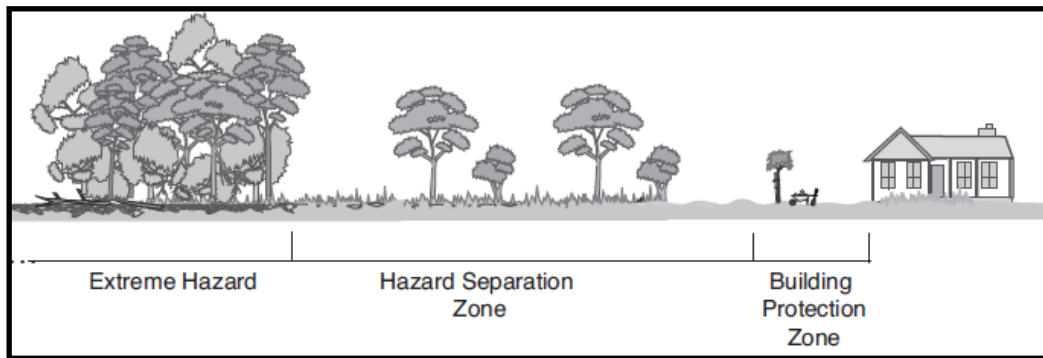 Extreme Hazard
Hazard Separation
Zone
Building
Protection
Zone